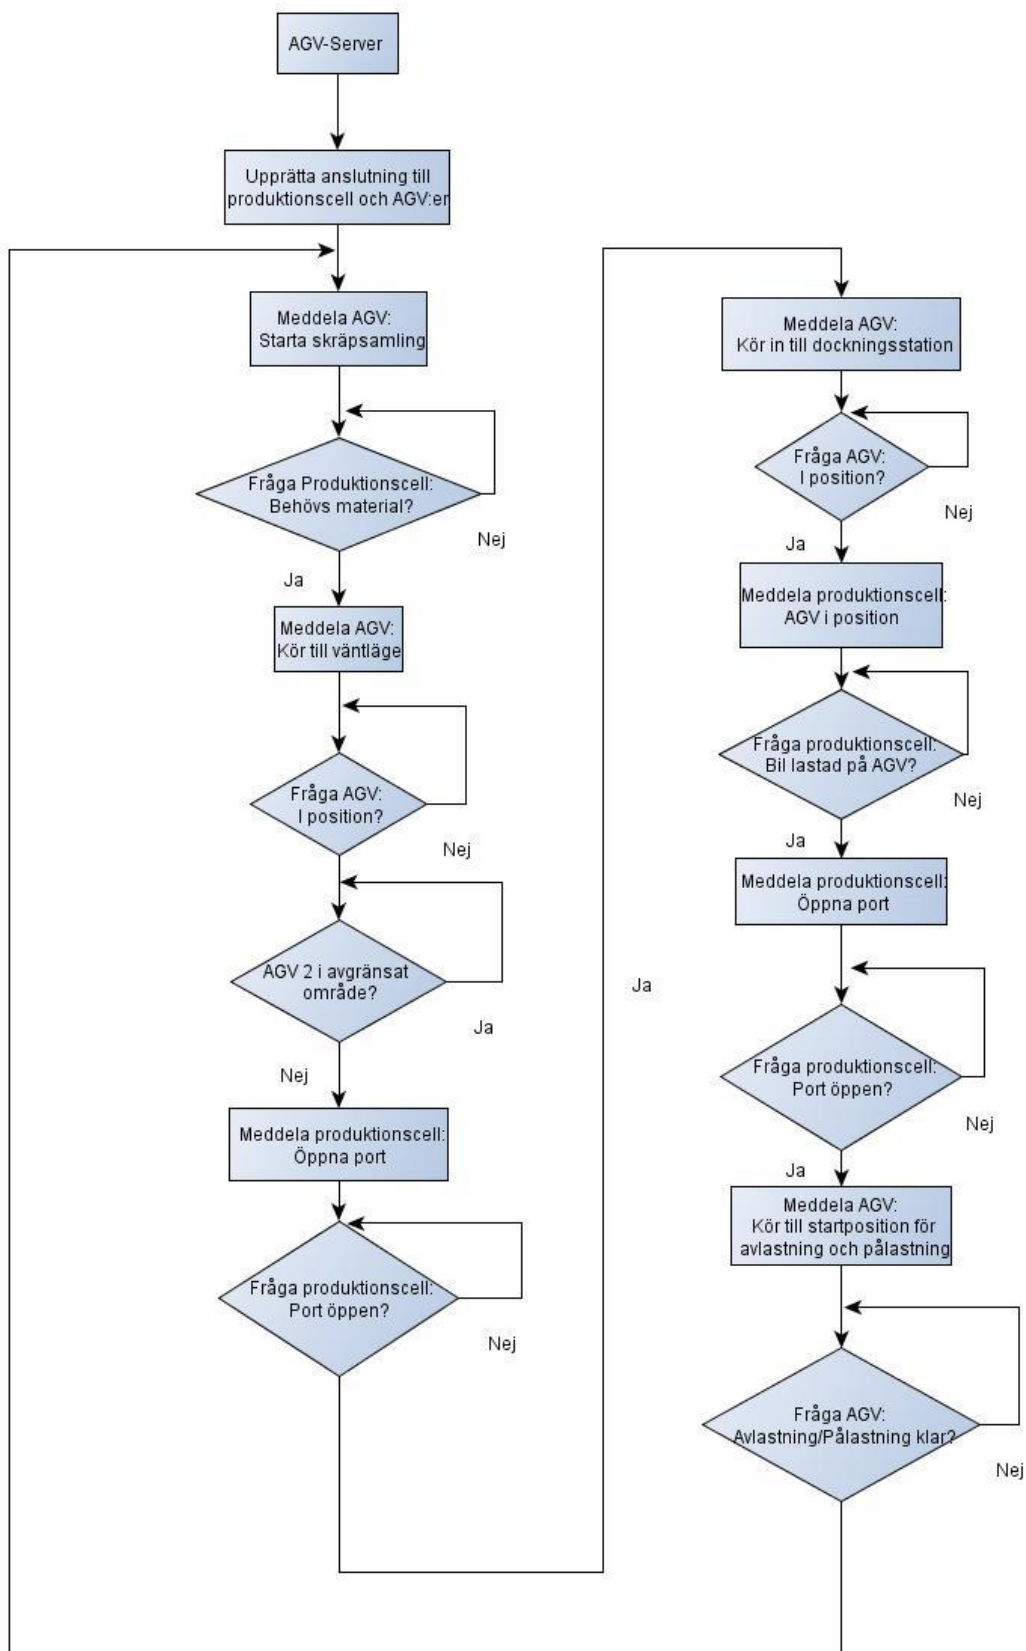 AGV-Server
Upprätta anslutning till
produktionscell och AGV:er
Meddela AGV:
Starta skräpsamling
Fråga Produktionscell:
Behövs material?
Nej
Ja
Meddela AGV:
Kör till väntläge
Fråga AGV:
I position?
Nej
AGV 2 i avgränsat
område?
Ja
Nej
Meddela produktionscell:
Öppna port
Fråga produktionscell:
Port öppen?
Nej
Ja
Meddela AGV:
Kör in till dockningsstation
Fråga AGV:
I position?
Nej
Ja
Meddela produktionscell:
AGV i position
Fråga produktionscell:
Bil lastad på AGV?
Nej
Ja
Meddela produktionscell:
Öppna port
Fråga produktionscell:
Port öppen?
Nej
Ja
Meddela AGV:
Kör till startposition för
avlastning och pålastning
Fråga AGV:
Avlastning/Pålastning klar?
Nej